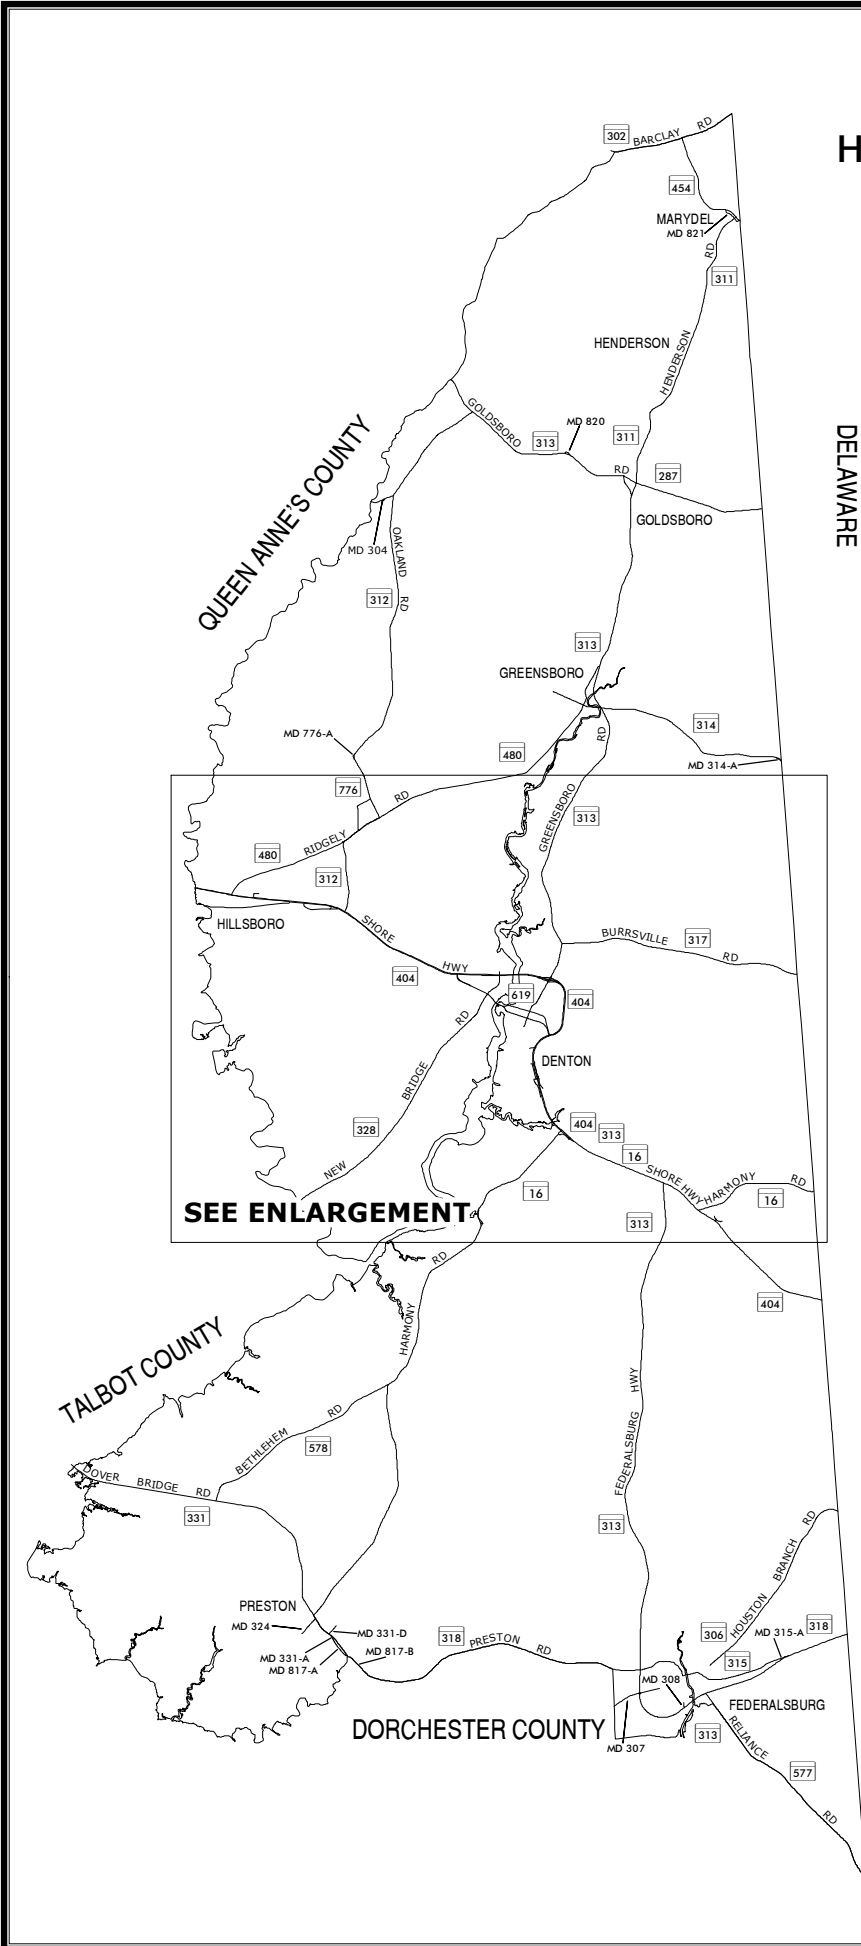 302
BARCLAY RD
H
454
MARYDEL
MD 821
RD
311
HENDERSON
HENDERSON
QUEEN ANNE'S COUNTY
GOLDSBORO
313
MD 820
311
RD
287
GOLDSBORO
DELAWARE
MD 304
OAKLAND
RD
312
313
GREENSBORO
314
MD 776-A
480
RD
MD 314-A
776
RD
GREENSBORO
313
RIDGELY
480
312
HILLSBORO
SHORE
HWY
404
BURRSVILLE
317
RD
619
404
RD
BRIDGE
DENTON
328
NEW
404
313
16
SHORE HWY
HARMONY
RD
16
16
SEE ENLARGEMENT
313
RD
404
HARMONY
TALBOT COUNTY
HWY
FEDERALSBURG
BETHLEHEM
RD
578
DOVER
BRIDGE
RD
331
313
RD
BRANCH
HOUSTON
PRESTON
MD 324
MD 331-D
MD 331-A
MD 817-B
MD 817-A
318
PRESTON
RD
306
MD 315-A
318
315
MD 308
FEDERALSBURG
DORCHESTER COUNTY
MD 307
313
RELIANCE
577
RD